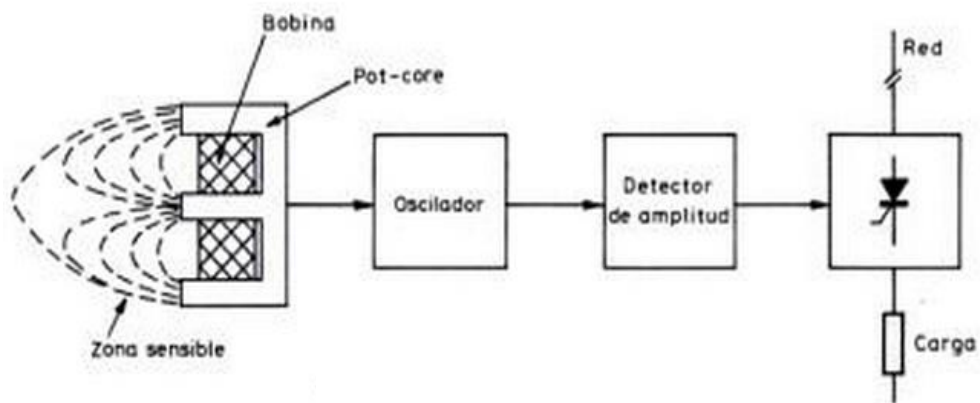 Bobina
Pot-core
Red
Oscilador
Detector
de amplitud
Zona sensible
Carga